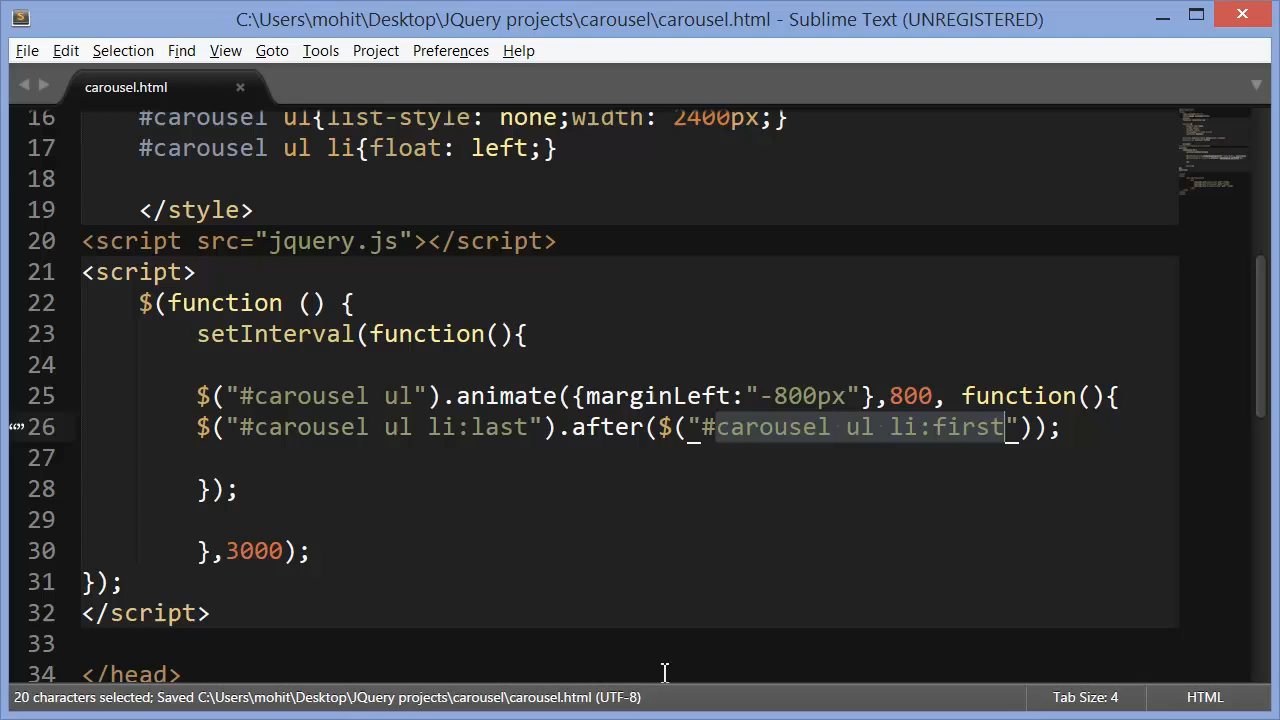 C:\Users\mohit\Desktop\JQuery projects\carousel\carousel.html - Sublime Text (UNREGISTERED)
File Edit Selection Find View Goto Tools Project Preferences Help
carousel.html
16 #carousel ul{list-style: none;width: 2400px;}
17 #carousel ul li{float: left;}
18
19 </style>
20 <script src="jquery.js"></script>
21 <script>
22 $(function () {
23 setInterval(function(){
24
25 $("#carousel ul").animate({marginLeft:"-800px"},800, function(){
26 $("#carousel ul li:last").after($("#carousel ul li:first"));
27
28 });
29
30 },3000);
31 });
32 </script>
33
34 </head>
20 characters selected; Saved C:\Users\mohit\Desktop\JQuery projects\carousel\carousel.html (UTF-8) Tab Size: 4 HTML